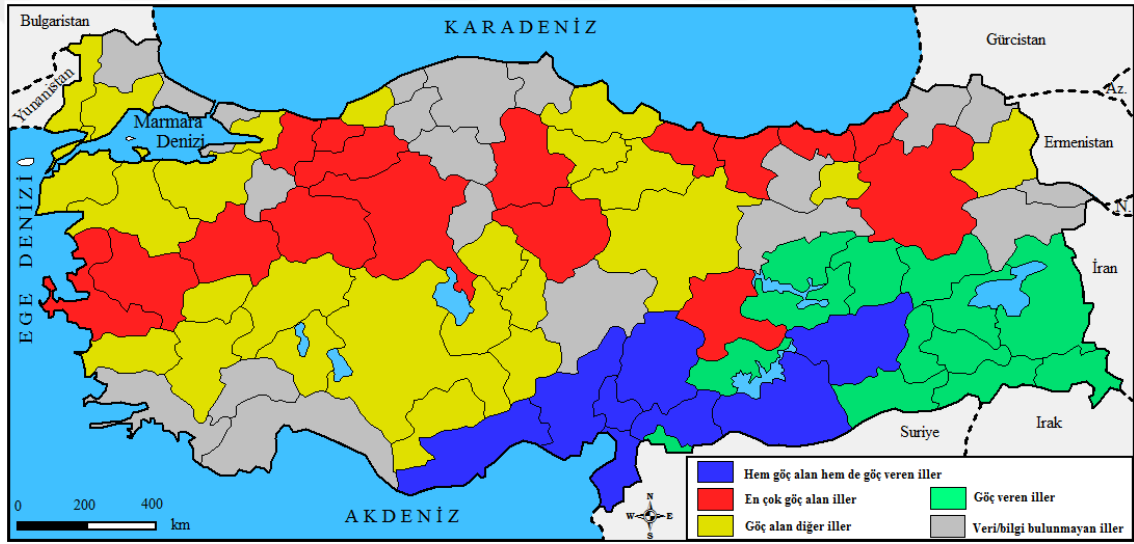 Bulgaristan
KARADENİZ
Gürcistan
Yunanistan
Az.
Marmara
Denizi
Ermenistan
N.
EGE DENİZİ
İran
Suriye
Irak
AKDENİZ
0 200 400
km
N
W E
S
Hem göç alan hem de göç veren iller
En çok göç alan iller
Göç alan diğer iller
Göç veren iller
Veri/bilgi bulunmayan iller